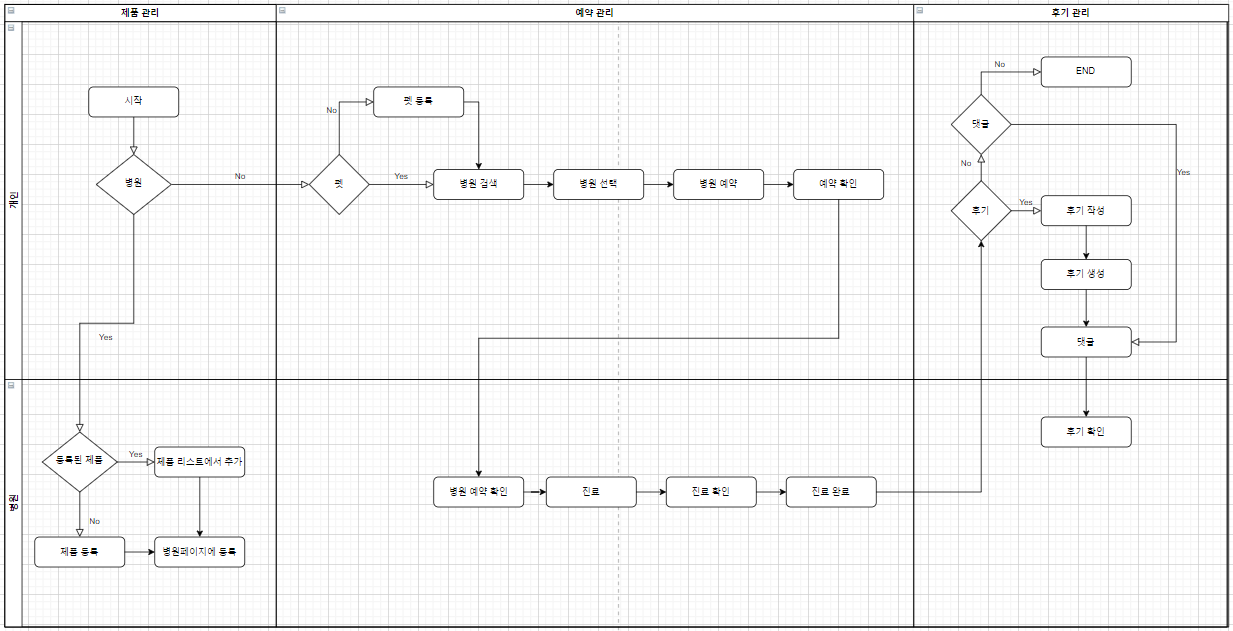 제품 관리
예약 관리
후기 관리
개인
시작
병원
No
Yes
펫
No
Yes
펫 등록
병원 검색
병원 선택
병원 예약
예약 확인
END
No
댓글
No
Yes
후기
Yes
후기 작성
후기 생성
댓글
병원
등록된 제품
Yes
제품 리스트에서 추가
No
제품 등록
병원페이지에 등록
병원 예약 확인
진료
진료 확인
진료 완료
후기 확인